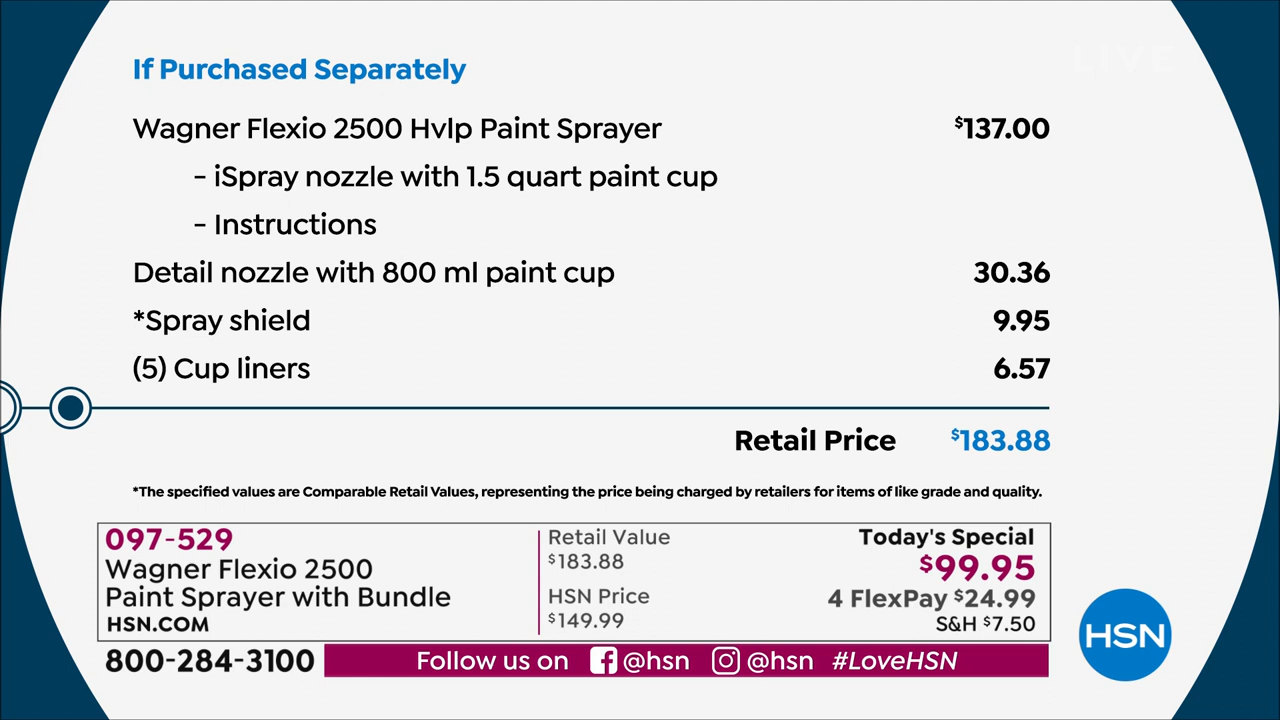 LIVE
If Purchased Separately
Wagner Flexio 2500 Hvlp Paint Sprayer $137.00
- iSpray nozzle with 1.5 quart paint cup
- Instructions
Detail nozzle with 800 ml paint cup 30.36
*Spray shield 9.95
(5) Cup liners 6.57
Retail Price $183.88
*The specified values are Comparable Retail Values, representing the price being charged by retailers for items of like grade and quality.
097-529
Wagner Flexio 2500
Paint Sprayer with Bundle
HSN.COM
Retail Value
$183.88
HSN Price
$149.99
Today's Special
$99.95
4 FlexPay $24.99
S&H $7.50
HSN
800-284-3100
Follow us on @hsn @hsn #LoveHSN